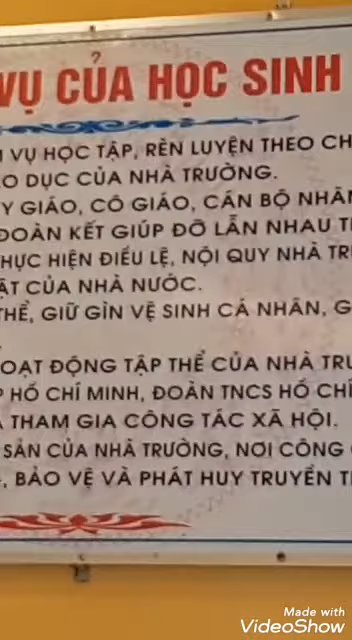 VỤ CỦA HỌC SINH
VỤ HỌC TẬP, RÈN LUYỆN THEO CH
O DỤC CỦA NHÀ TRƯỜNG.
Y GIÁO, CÔ GIÁO, CÁN BỘ NHÂN
ĐOÀN KẾT GIÚP ĐỠ LẪN NHAU T
HỰC HIỆN ĐIỀU LỆ, NỘI QUY NHÀ TR
ẬT CỦA NHÀ NƯỚC.
THỂ, GIỮ GÌN VỆ SINH CÁ NHÂN, G
OẠT ĐỘNG TẬP THỂ CỦA NHÀ TRƯ
P HỒ CHÍ MINH, ĐOÀN TNCS HỒ CHÍ
THAM GIA CÔNG TÁC XÃ HỘI.
SẢN CỦA NHÀ TRƯỜNG, NƠI CÔNG
, BẢO VỆ VÀ PHÁT HUY TRUYỀN T
Made with
VideoShow